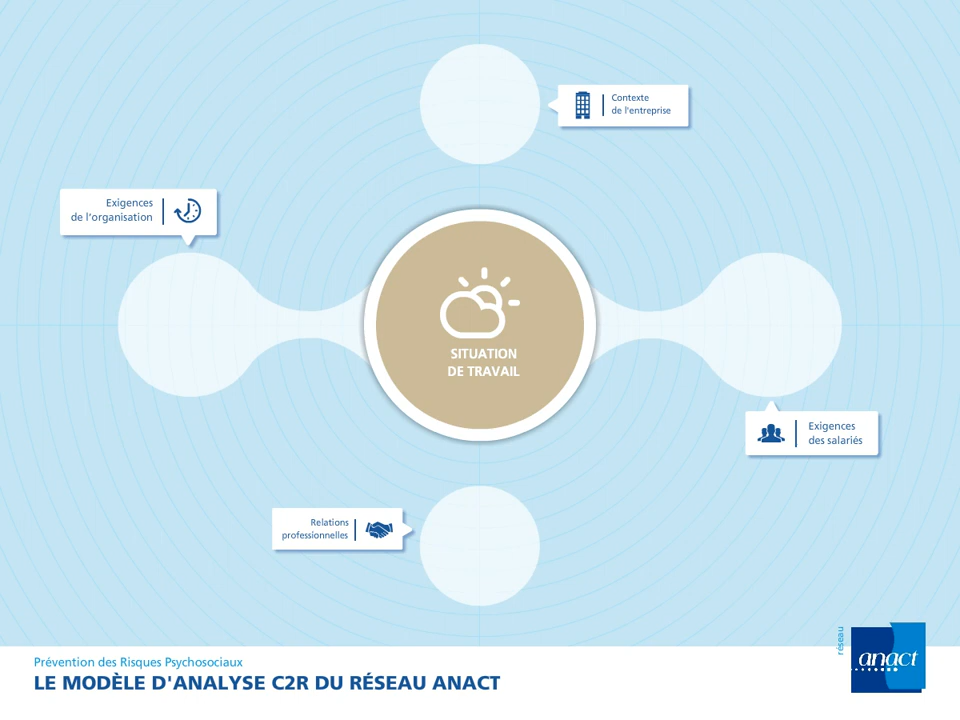 Contexte
de l'entreprise
Exigences
de l'organisation
SITUATION
DE TRAVAIL
Exigences
des salariés
Relations
professionnelles
réseau
anact
Prévention des Risques Psychosociaux
LE MODÈLE D'ANALYSE C2R DU RÉSEAU ANACT